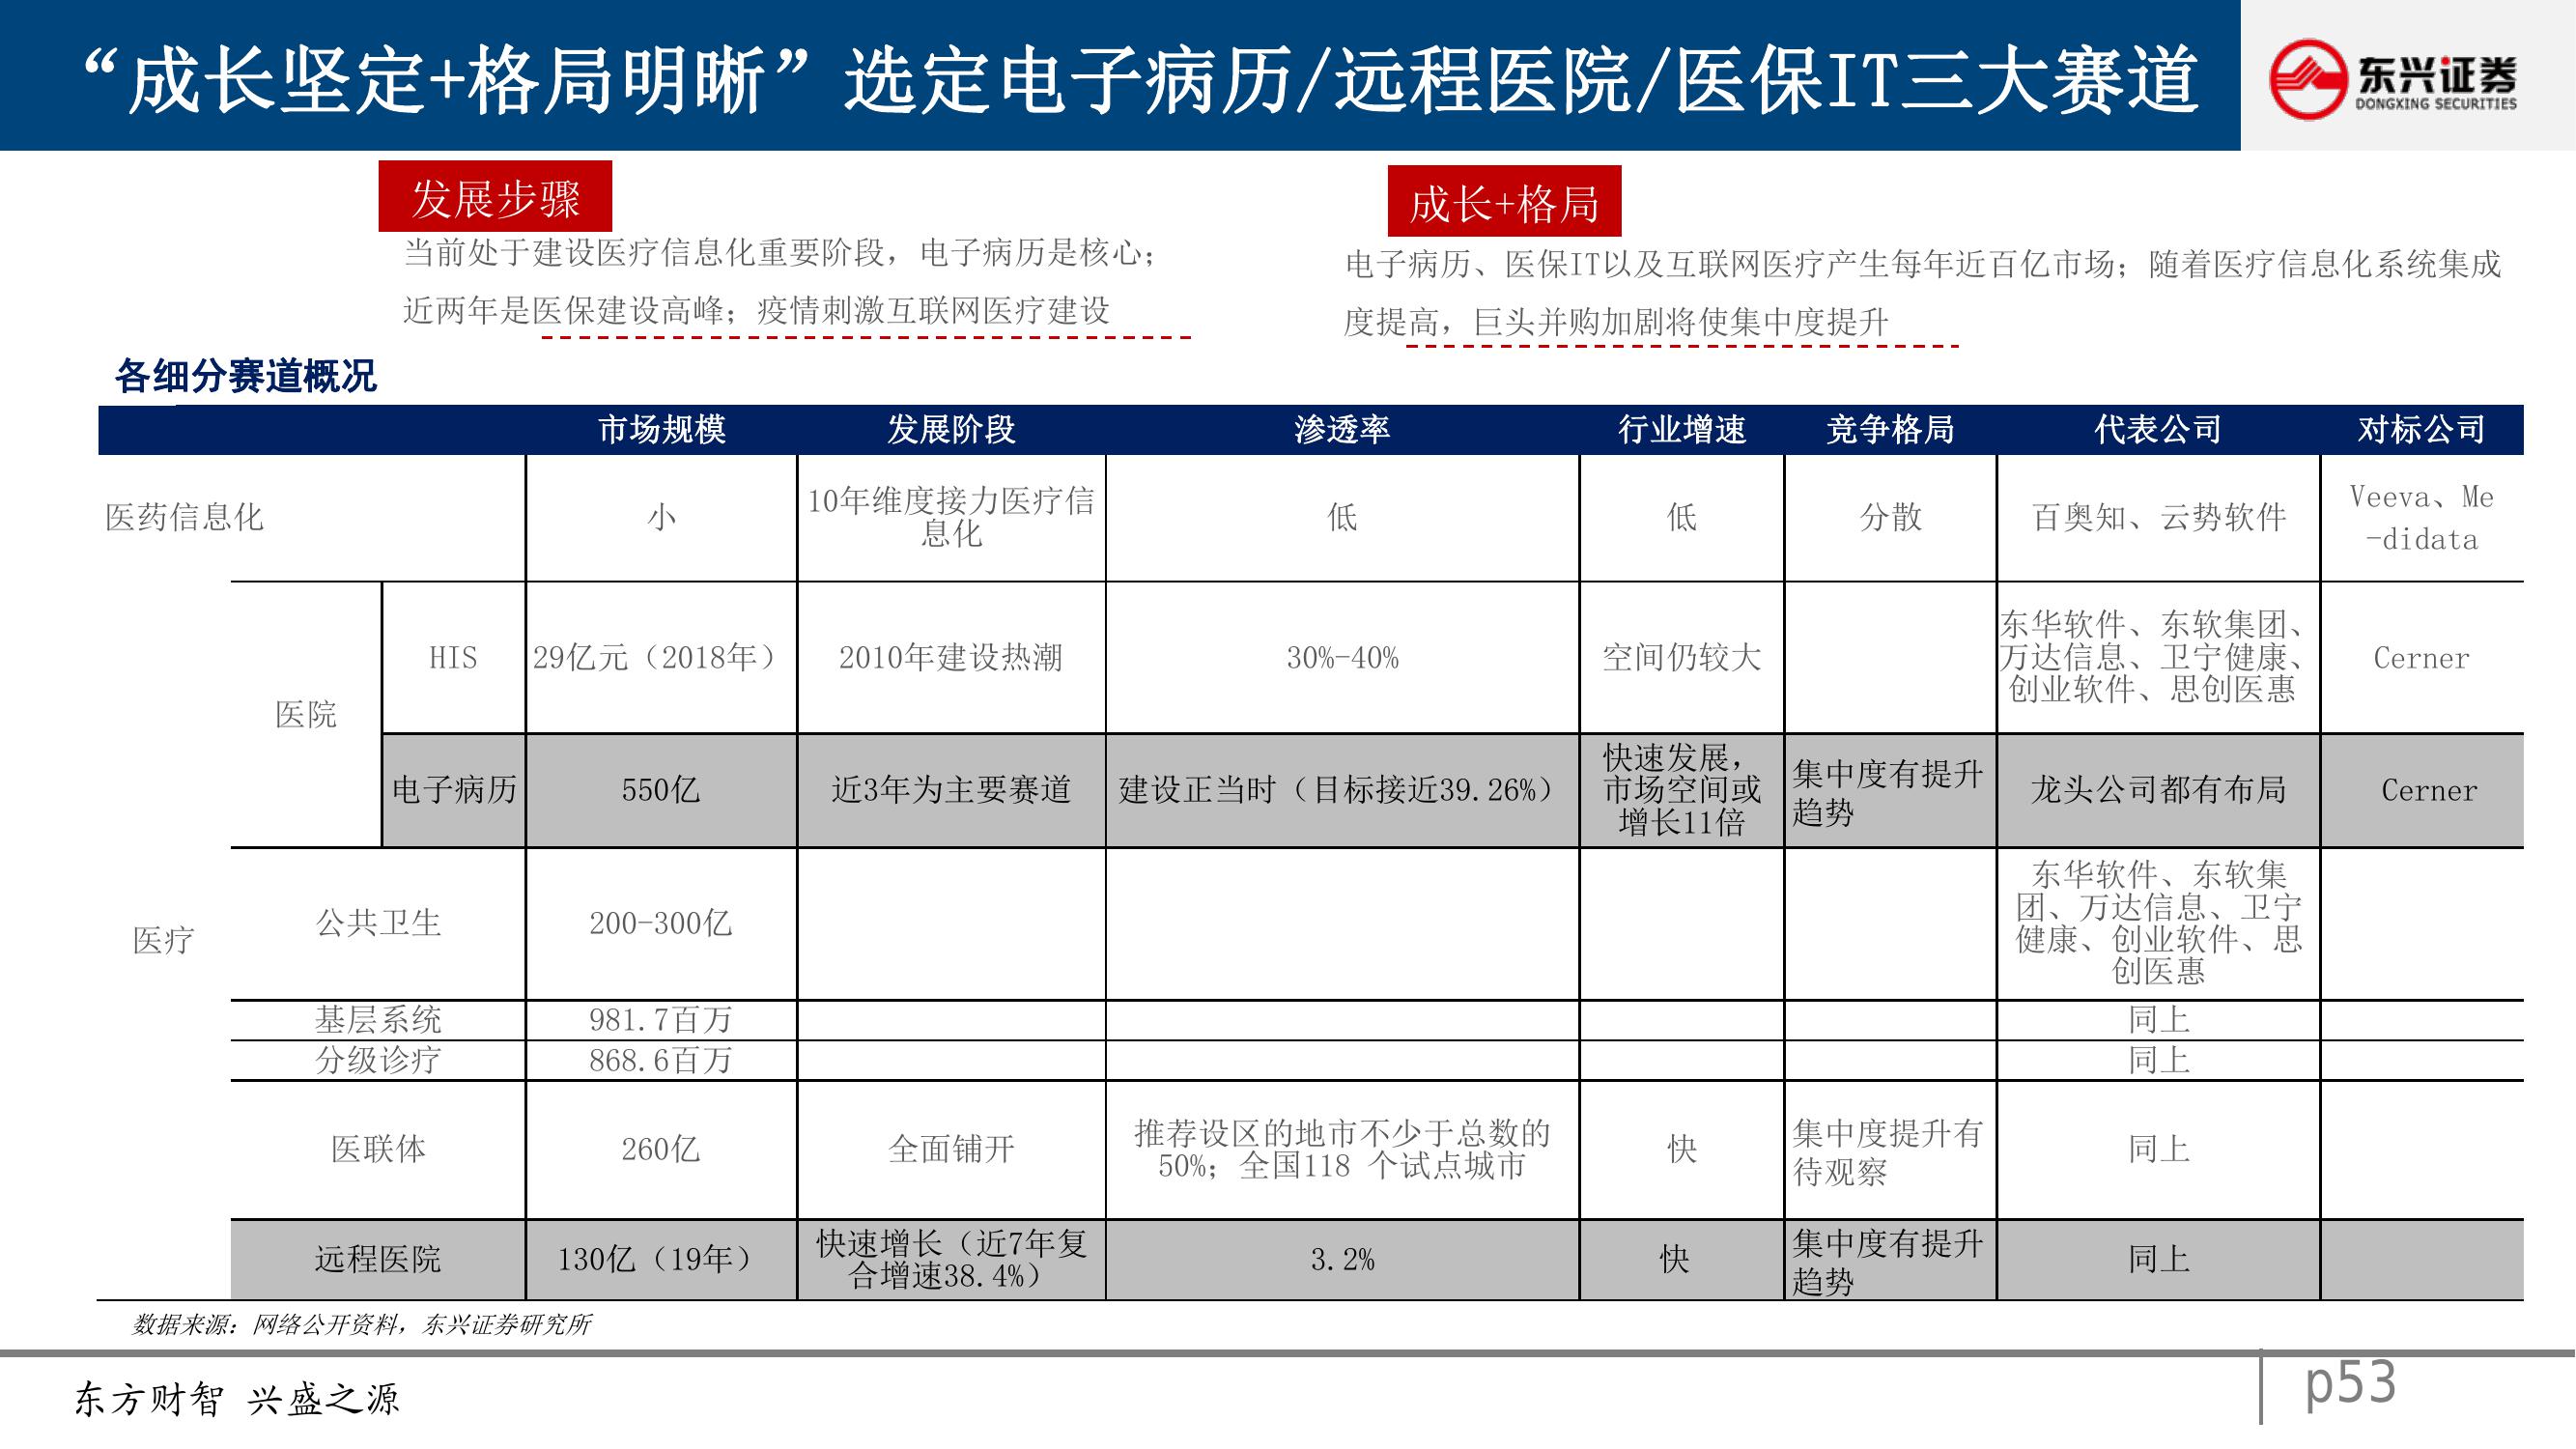 “成长坚定+格局明晰”选定电子病历/远程医院/医保IT三大赛道
东兴证券
DONGXING SECURITIES
发展步骤
当前处于建设医疗信息化重要阶段，电子病历是核心；
近两年是医保建设高峰；疫情刺激互联网医疗建设
成长+格局
电子病历、医保IT以及互联网医疗产生每年近百亿市场；随着医疗信息化系统集成
度提高，巨头并购加剧将使集中度提升
各细分赛道概况
市场规模 发展阶段 渗透率 行业增速 竞争格局 代表公司 对标公司
医药信息化
小
10年维度接力医疗信
息化
低
低
分散
百奥知、云势软件
Veeva、Me
-didata
医疗
医院
HIS
29亿元（2018年）
2010年建设热潮
30%-40%
空间仍较大
东华软件、东软集团、
万达信息、卫宁健康、
创业软件、思创医惠
Cerner
电子病历
550亿
近3年为主要赛道
建设正当时（目标接近39.26%）
快速发展，
市场空间或
增长11倍
集中度有提升
趋势
龙头公司都有布局
Cerner
公共卫生
200-300亿
东华软件、东软集
团、万达信息、卫宁
健康、创业软件、思
创医惠
基层系统
981.7百万
同上
分级诊疗
868.6百万
同上
医联体
260亿
全面铺开
推荐设区的地市不少于总数的
50%；全国118 个试点城市
快
集中度提升有
待观察
同上
远程医院
130亿（19年）
快速增长（近7年复
合增速38.4%）
3.2%
快
集中度有提升
趋势
同上
数据来源：网络公开资料，东兴证券研究所
东方财智 兴盛之源
p53